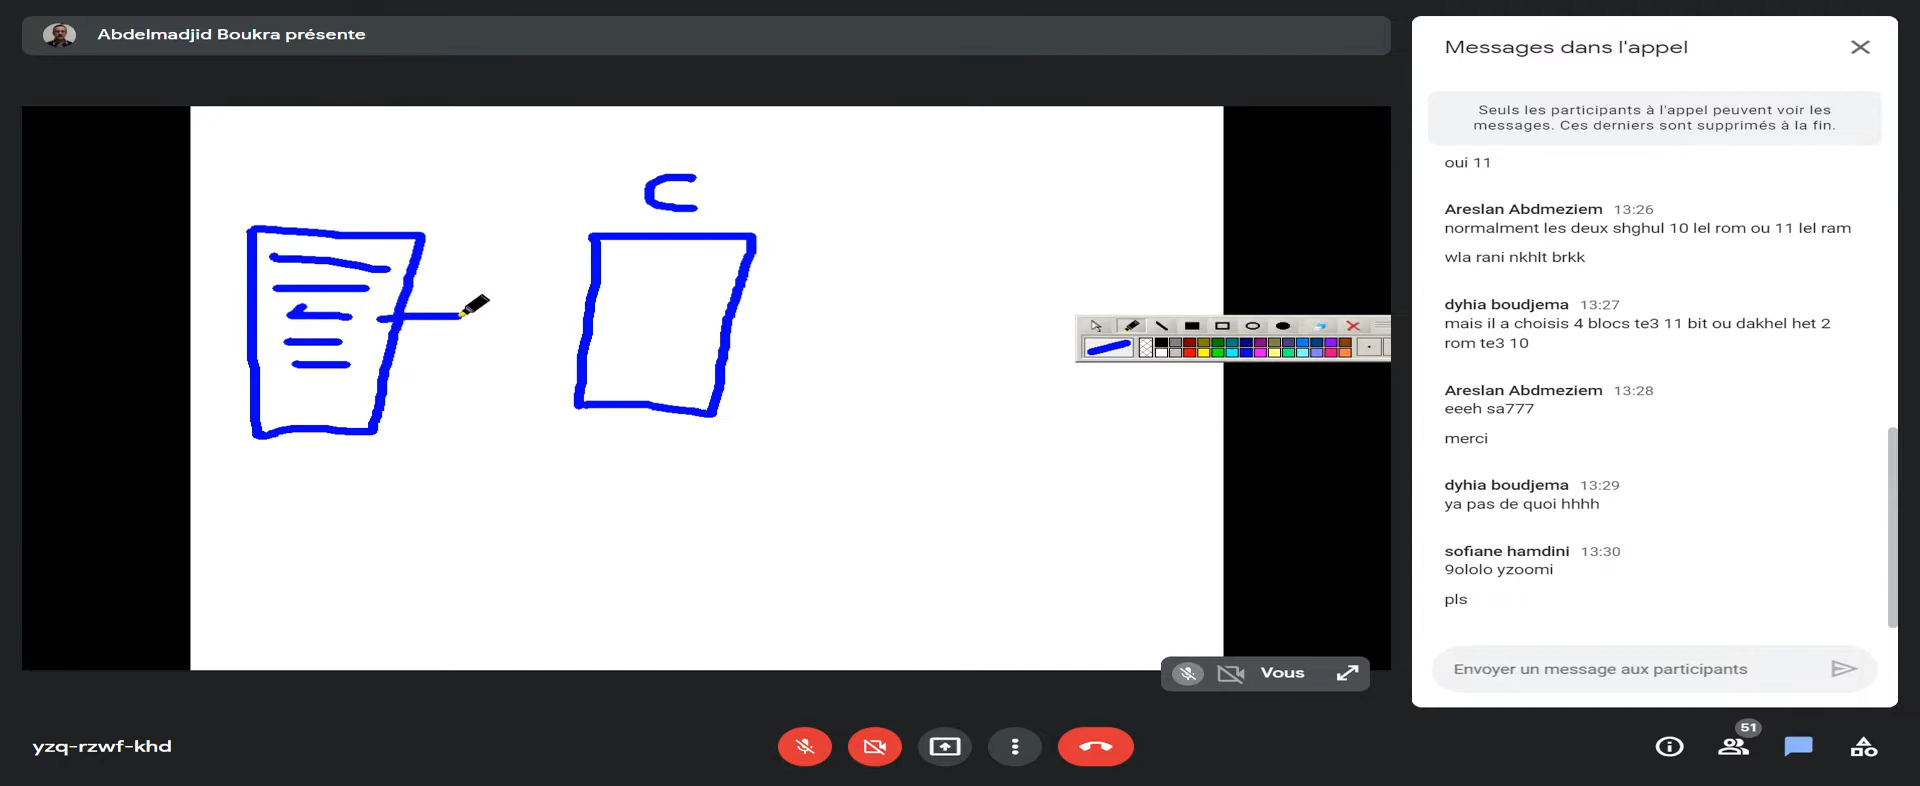 Abdelmadjid Boukra présente
C
Messages dans l'appel
Seuls les participants à l'appel peuvent voir les
messages. Ces derniers sont supprimés à la fin.
oui 11
Areslan Abdmeziem 13:26
normalment les deux shghul 10 lel rom ou 11 lel ram
wla rani nkhlt brkk
dyhia boudjema 13:27
mais il a choisis 4 blocs te3 11 bit ou dakhel het 2
rom te3 10
Areslan Abdmeziem 13:28
eeeh sa777
merci
dyhia boudjema 13:29
ya pas de quoi hhhh
sofiane hamdini 13:30
9ololo yzoomi
pls
Envoyer un message aux participants
Vous
yzq-rzwf-khd
51